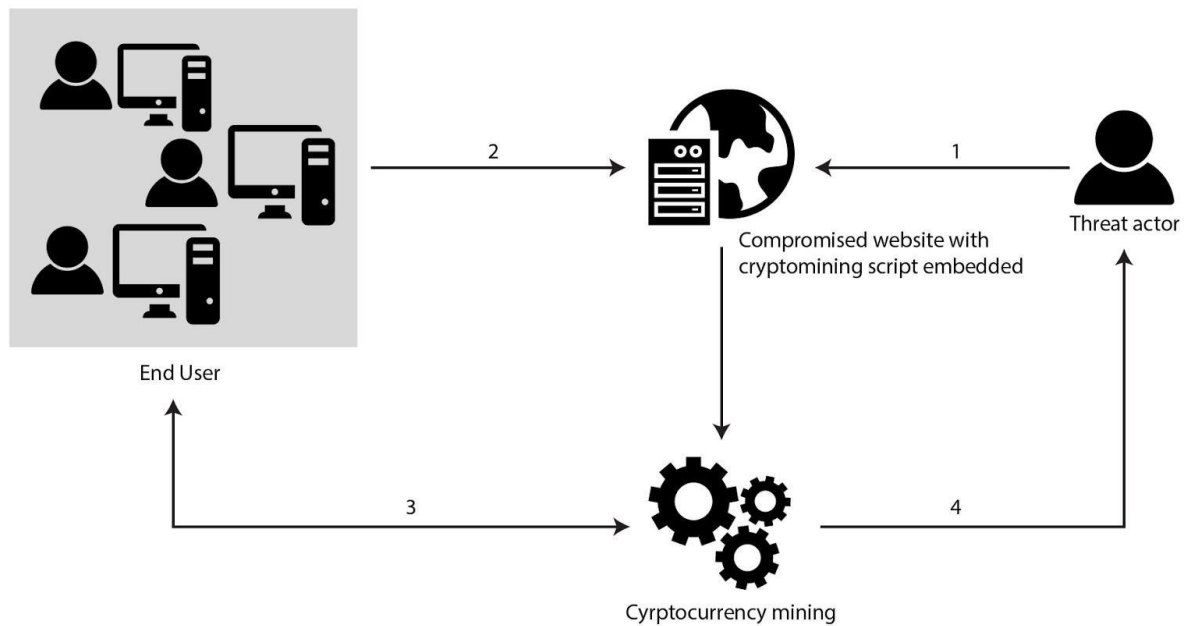 2
1
Threat actor
Compromised website with
cryptomining script embedded
End User
3
4
Cyrptocurrency mining